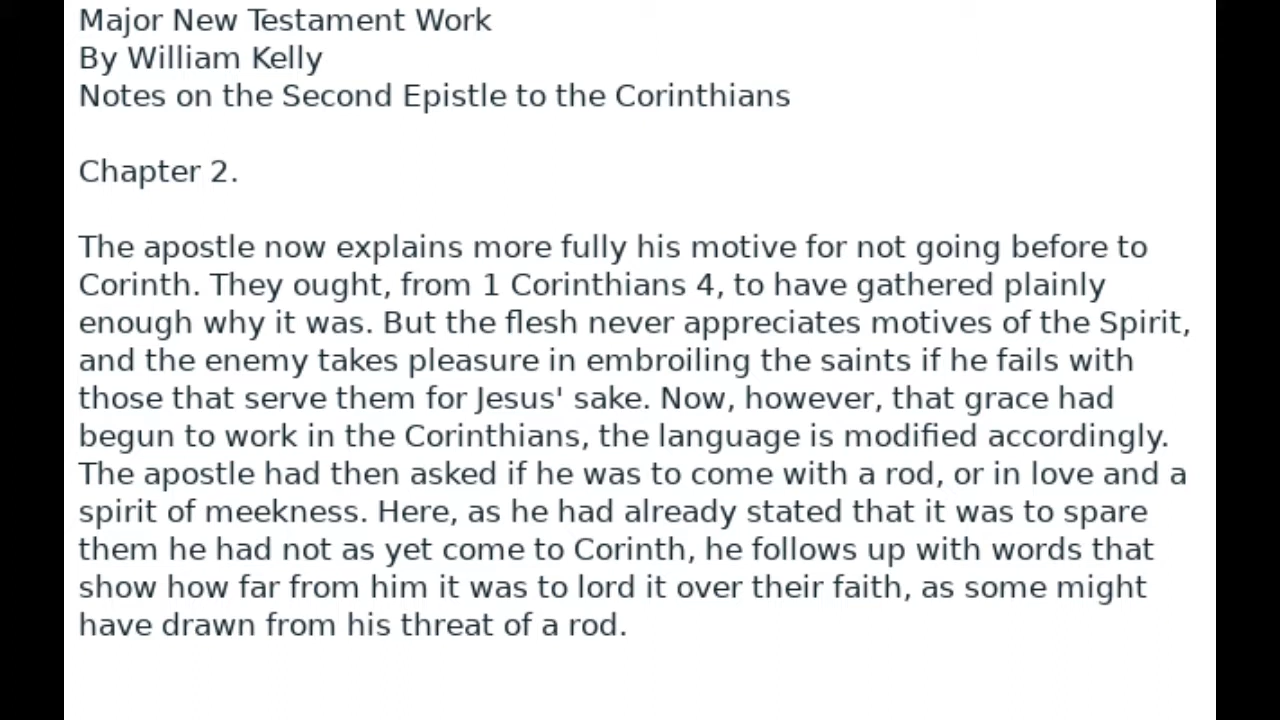 Major New Testament Work
By William Kelly
Notes on the Second Epistle to the Corinthians
Chapter 2.
The apostle now explains more fully his motive for not going before to
Corinth. They ought, from 1 Corinthians 4, to have gathered plainly
enough why it was. But the flesh never appreciates motives of the Spirit,
and the enemy takes pleasure in embroiling the saints if he fails with
those that serve them for Jesus' sake. Now, however, that grace had
begun to work in the Corinthians, the language is modified accordingly.
The apostle had then asked if he was to come with a rod, or in love and a
spirit of meekness. Here, as he had already stated that it was to spare
them he had not as yet come to Corinth, he follows up with words that
show how far from him it was to lord it over their faith, as some might
have drawn from his threat of a rod.